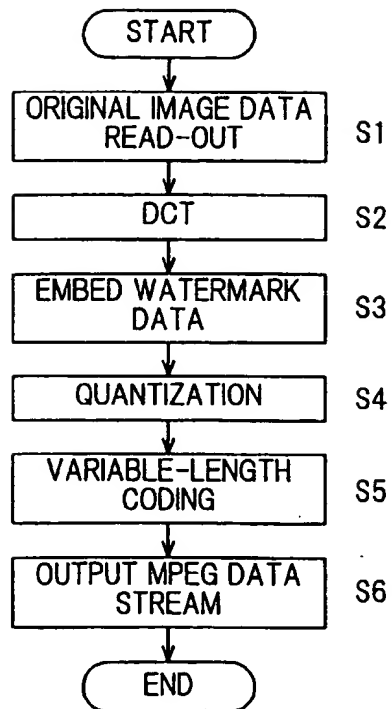 START
ORIGINAL IMAGE DATA
READ-OUT
S1
DCT
S2
EMBED WATERMARK
DATA
S3
QUANTIZATION
S4
VARIABLE-LENGTH
CODING
S5
OUTPUT MPEG DATA
STREAM
S6
END